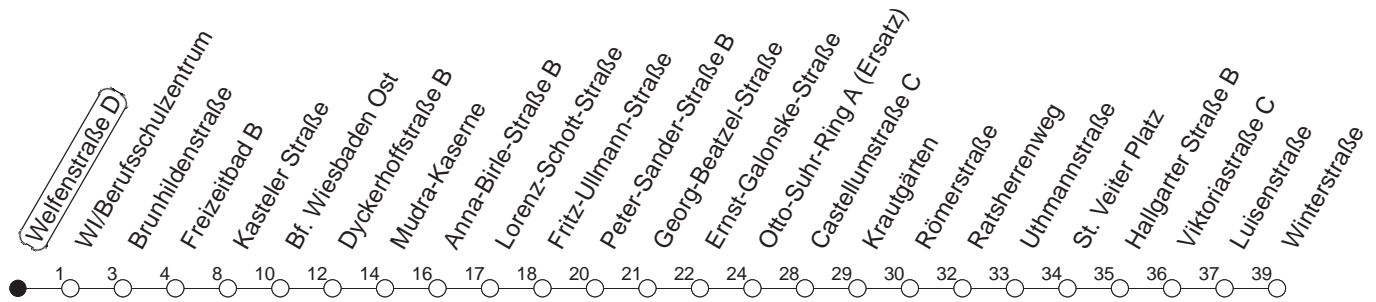 Welfenstraße D
WI/Berufsschulzentrum
Brunhildenstraße
Freizeitbad B
Kasteler Straße
Bf. Wiesbaden Ost
Dyckerhoffstraße B
Mudra-Kaserne
Anna-Birle-Straße B
Lorenz-Schott-Straße
Fritz-Ullmann-Straße
Peter-Sander-Straße B
Georg-Beatzel-Straße
Ernst-Galonske-Straße
Otto-Suhr-Ring A (Ersatz)
Castellumstraße C
Krautgärten
Römerstraße
Ratsherrenweg
Uthmannstraße
St. Veiter Platz
Hallgarter Straße B
Viktoriastraße C
Luisenstraße
Winterstraße
1 3 4 8 10 12 14 16 17 18 20 21 22 24 28 29 30 32 33 34 35 36 37 39